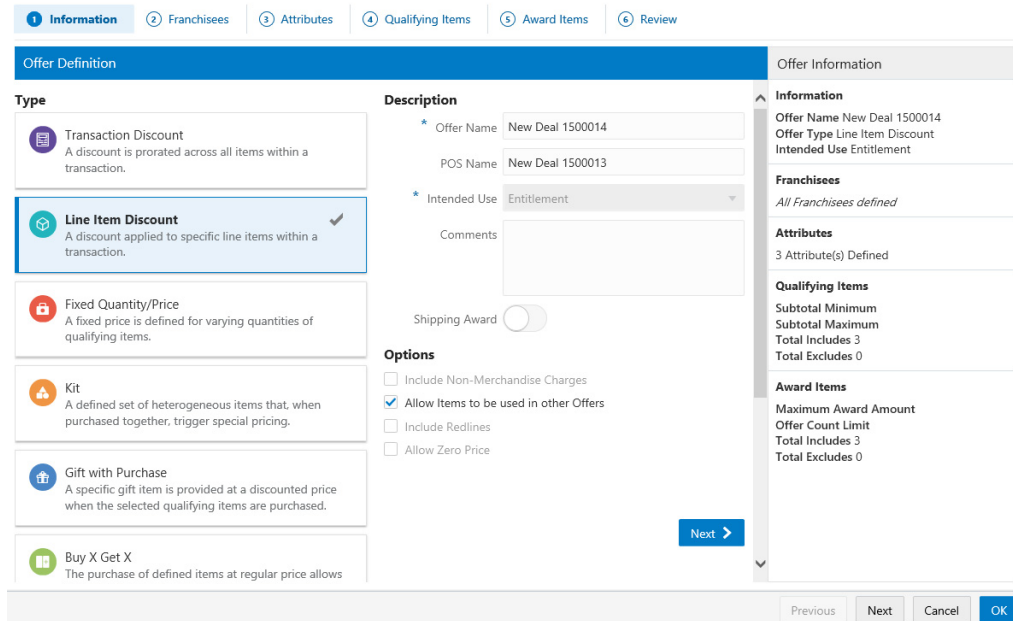 1 Information
2 Franchisees
3 Attributes
4 Qualifying Items
5 Award Items
6 Review
Offer Definition
Type
Transaction Discount
A discount is prorated across all items within a
transaction.
Line Item Discount
A discount applied to specific line items within a
transaction.
Fixed Quantity/Price
A fixed price is defined for varying quantities of
qualifying items.
Kit
A defined set of heterogeneous items that, when
purchased together, trigger special pricing.
Gift with Purchase
A specific gift item is provided at a discounted price
when the selected qualifying items are purchased.
Buy X Get X
The purchase of defined items at regular price allows
Description
* Offer Name New Deal 1500014
POS Name New Deal 1500013
* Intended Use Entitlement
Comments
Shipping Award
Options
Include Non-Merchandise Charges
Allow Items to be used in other Offers
Include Redlines
Allow Zero Price
Next
Offer Information
Information
Offer Name New Deal 1500014
Offer Type Line Item Discount
Intended Use Entitlement
Franchisees
All Franchisees defined
Attributes
3 Attribute(s) Defined
Qualifying Items
Subtotal Minimum
Subtotal Maximum
Total Includes 3
Total Excludes 0
Award Items
Maximum Award Amount
Offer Count Limit
Total Includes 3
Total Excludes 0
Previous
Next
Cancel
OK